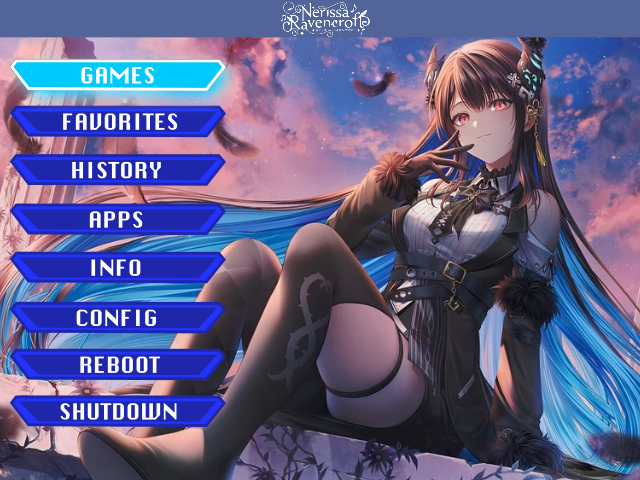 Nerissa
Ravencroft
GAMES
FAVORITES
HISTORY
APPS
INFO
CONFIG
REBOOT
SHUTDOWN